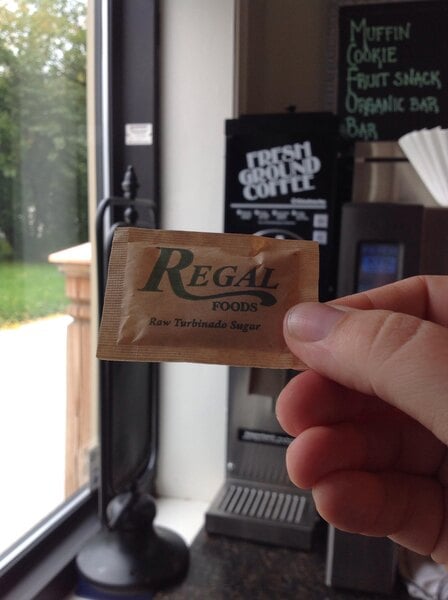 MUFFIN
COOKIE
FRUIT SNACK
ORGANIC BAR
BAR
FRESH
GROUND
COFFEE
REGAL
FOODS
Raw Turbinado Sugar